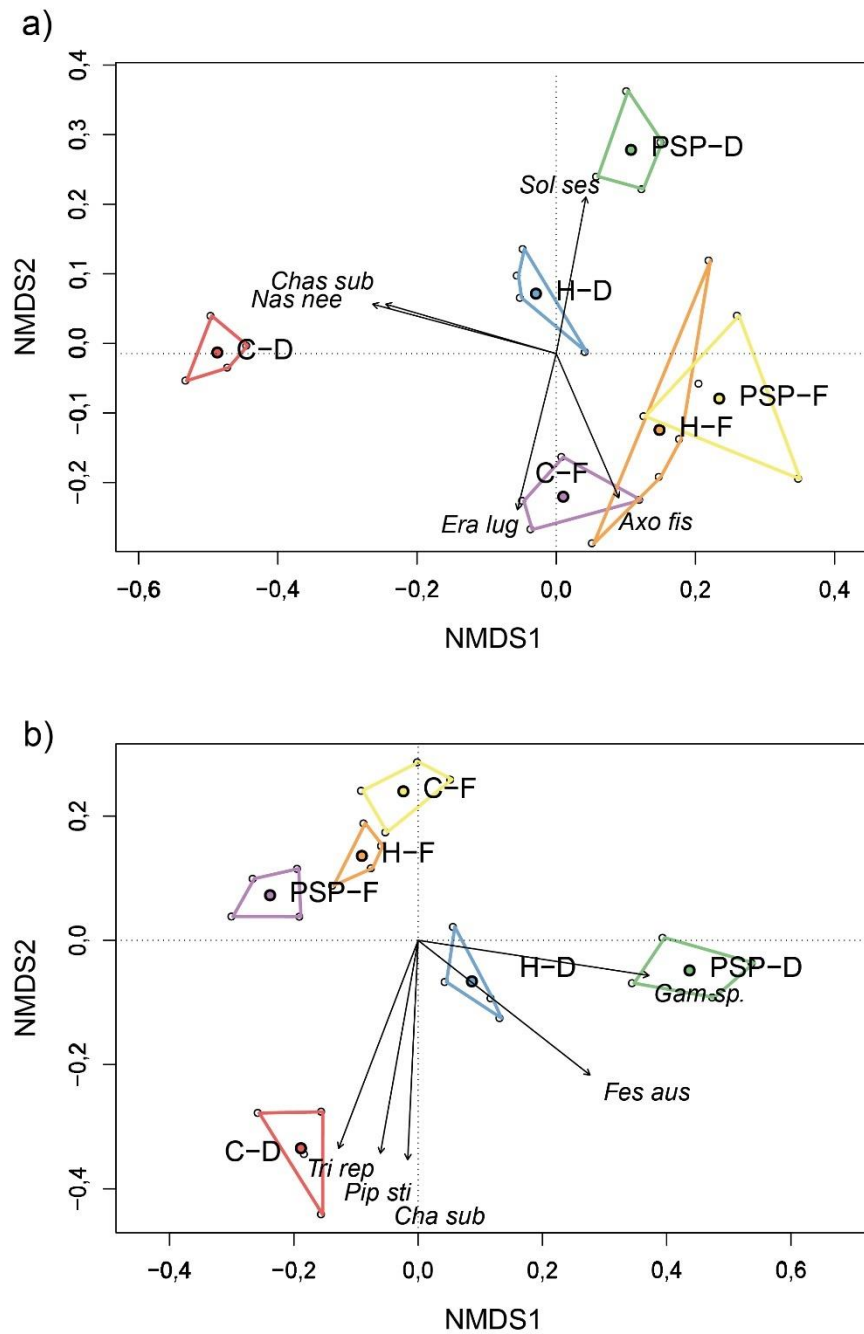 a)
0,4
0,3
0,2
0,1
0,0
−0,1
−0,2
NMDS2
PSP−D
Sol ses
H−D
Chas sub
Nas nee
C−D
PSP−F
H−F
C−F
Era lug
Axo fis
−0,6 −0,4 −0,2 0,0 0,2 0,4
NMDS1
b)
0,2
0,0
−0,2
−0,4
NMDS2
C−F
H−F
PSP−F
H−D
PSP−D
Gam sp.
Fes aus
C−D
Tri rep
Pip sti
Cha sub
−0,4 −0,2 0,0 0,2 0,4 0,6
NMDS1